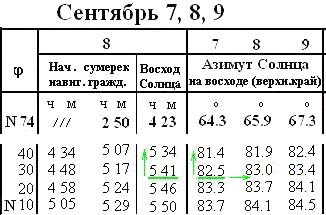 Сентябрь 7, 8, 9
8 7 8 9
φ Нач. сумерек навиг. гражд. Восход Солнца Азимут Солнца на восходе (верхн.край)
ч м ч м ч м ° ° °
N 74 /// 2 50 4 23 64.3 65.9 67.3
40 4 34 5 07 5 34 81.4 81.9 82.4
30 4 48 5 17 5 41 82.5 83.0 83.4
20 4 58 5 24 5 46 83.3 83.7 84.1
N 10 5 05 5 29 5 50 83.7 84.1 84.5